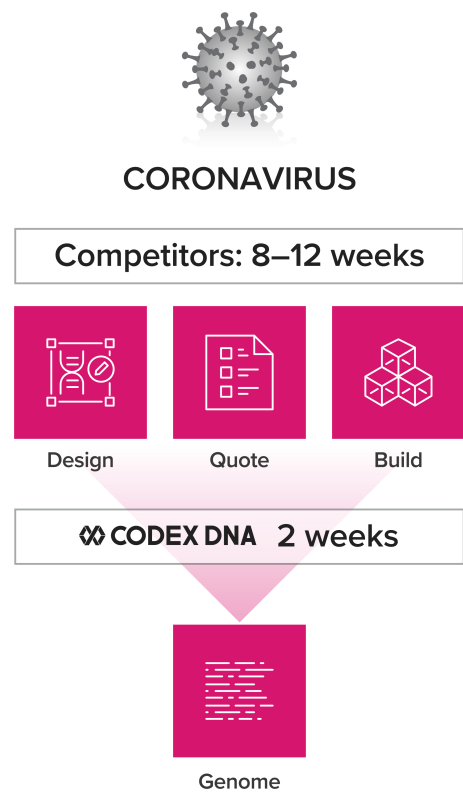 CORONAVIRUS
Competitors: 8–12 weeks
Design Quote Build
CODEX DNA 2 weeks
Genome